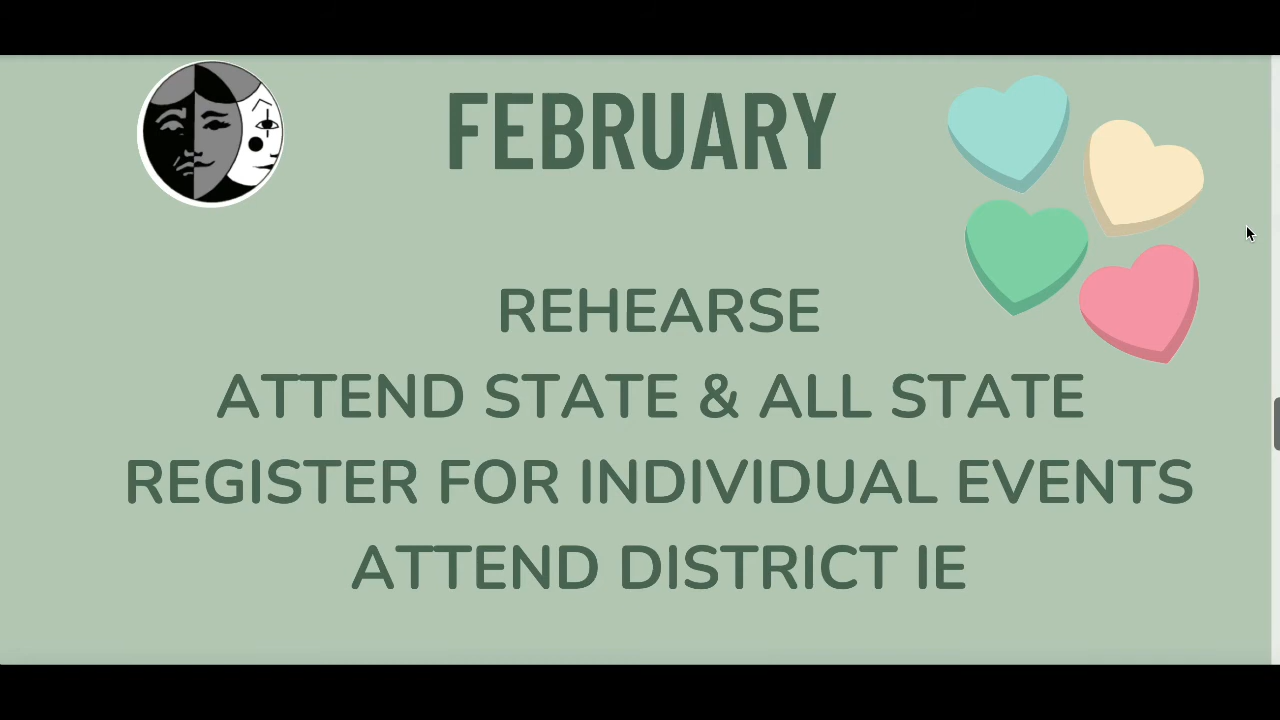 FEBRUARY
REHEARSE
ATTEND STATE & ALL STATE
REGISTER FOR INDIVIDUAL EVENTS
ATTEND DISTRICT IE